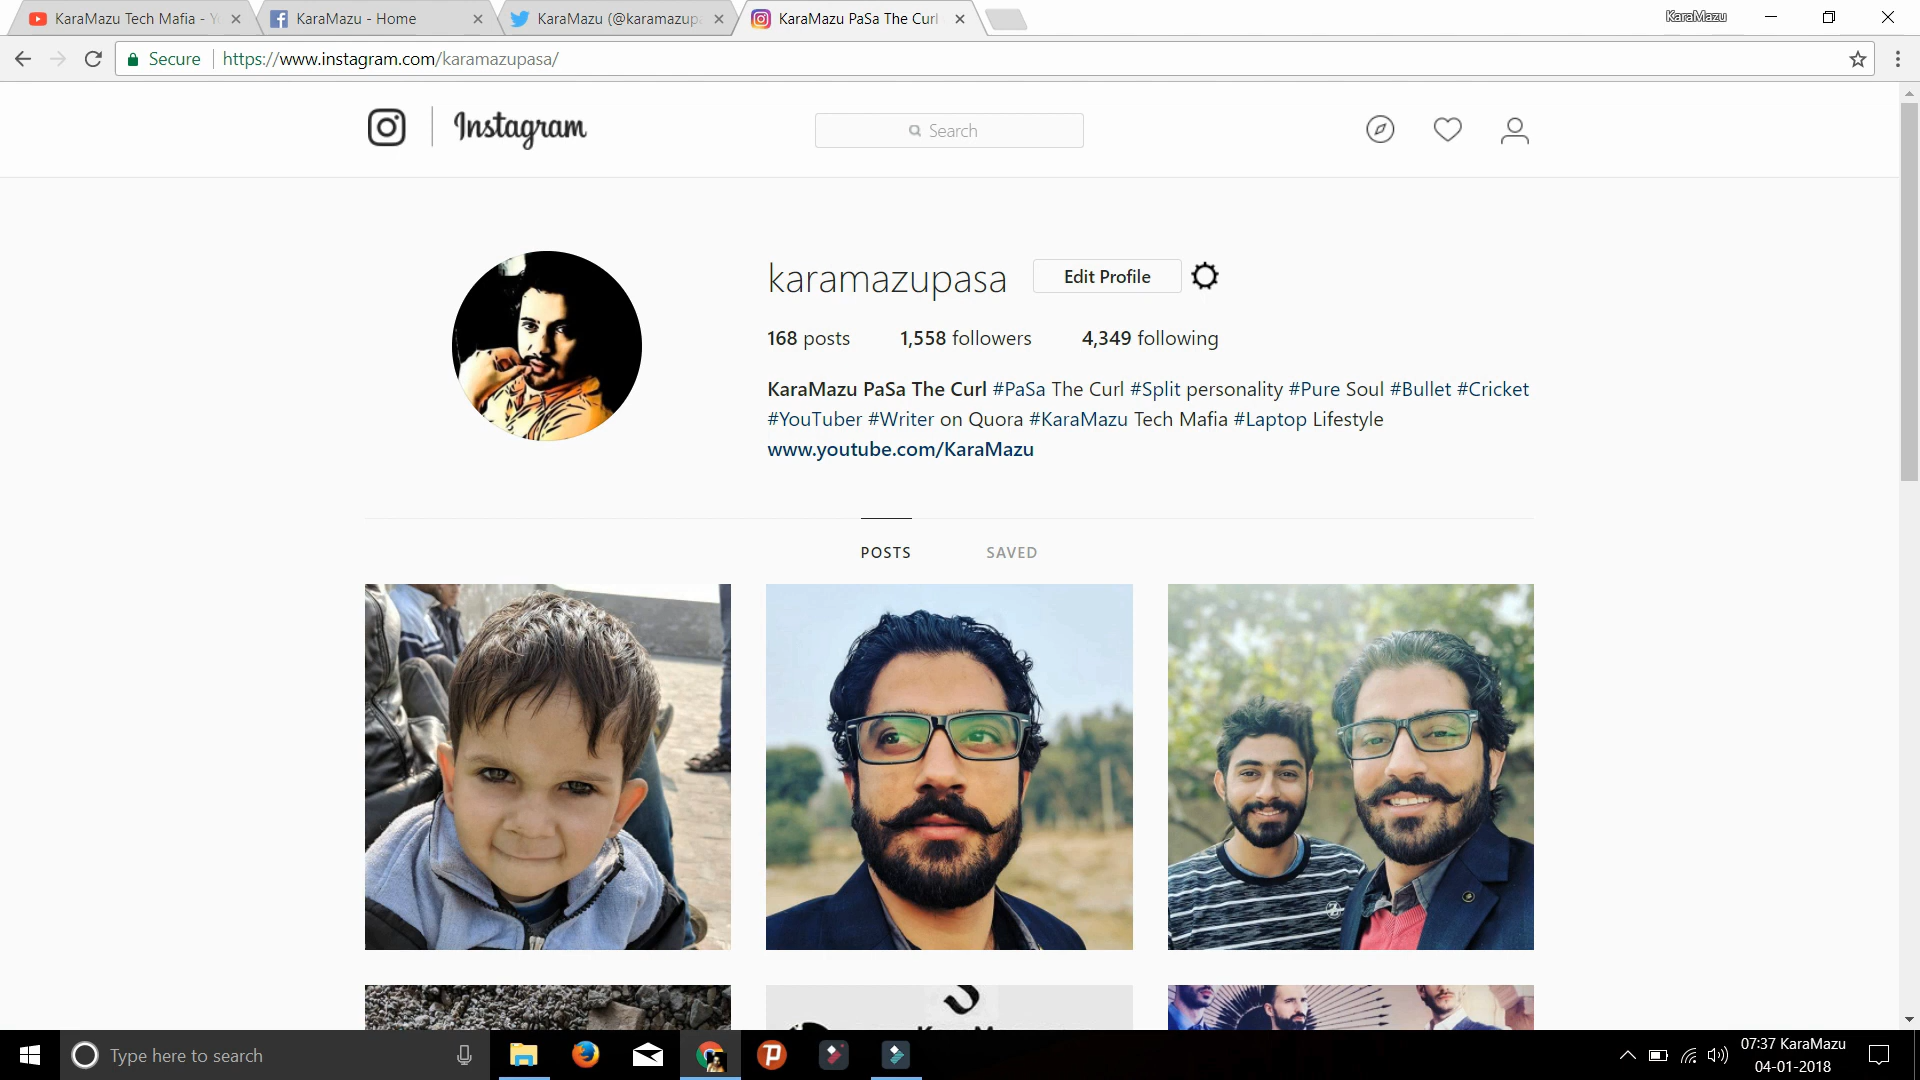 KaraMazu Tech Mafia - Y
KaraMazu - Home
KaraMazu (@karamazupa
KaraMazu PaSa The Curl
KaraMazu
Secure
https://www.instagram.com/karamazupasa/
Instagram
Search
karamazupasa
Edit Profile
168 posts 1,558 followers 4,349 following
KaraMazu PaSa The Curl #PaSa The Curl #Split personality #Pure Soul #Bullet #Cricket
#YouTuber #Writer on Quora #KaraMazu Tech Mafia #Laptop Lifestyle
www.youtube.com/KaraMazu
POSTS SAVED
Type here to search
07:37 KaraMazu
04-01-2018